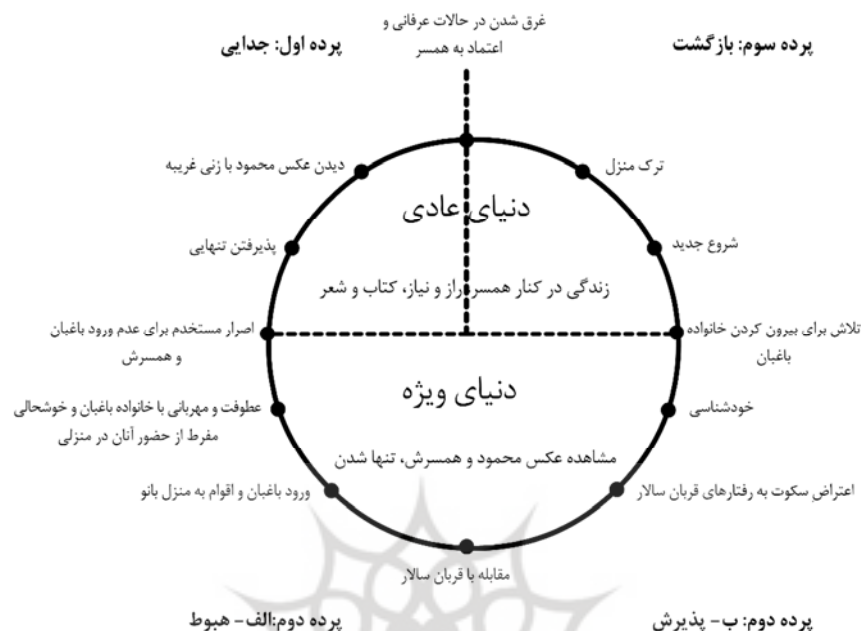 غرق شدن در حالات عرفانی و
اعتماد به همسر
پرده سوم: بازگشت
پرده اول: جدایی
ترک منزل
دیدن عکس محمود با زنی غریبه
دنیای عادی
شروع جدید
پذیرفتن تنهایی
زندگی در کنار همسر، راز و نیاز، کتاب و شعر
تلاش برای بیرون کردن خانواده
باغبان
اصرار مستخدم برای عدم ورود باغبان
و همسرش
دنیای ویژه
خودشناسی
عطوفت و مهربانی با خانواده باغبان و خوشحالی
مفرط از حضور آنان در منزلی
مشاهده عکس محمود و همسرش، تنها شدن
اعتراضِ سکوت به رفتارهای قربان سالار
ورود باغبان و اقوام به منزل بانو
مقابله با قربان سالار
پرده دوم: ب- پذیرش
پرده دوم:الف- هبوط